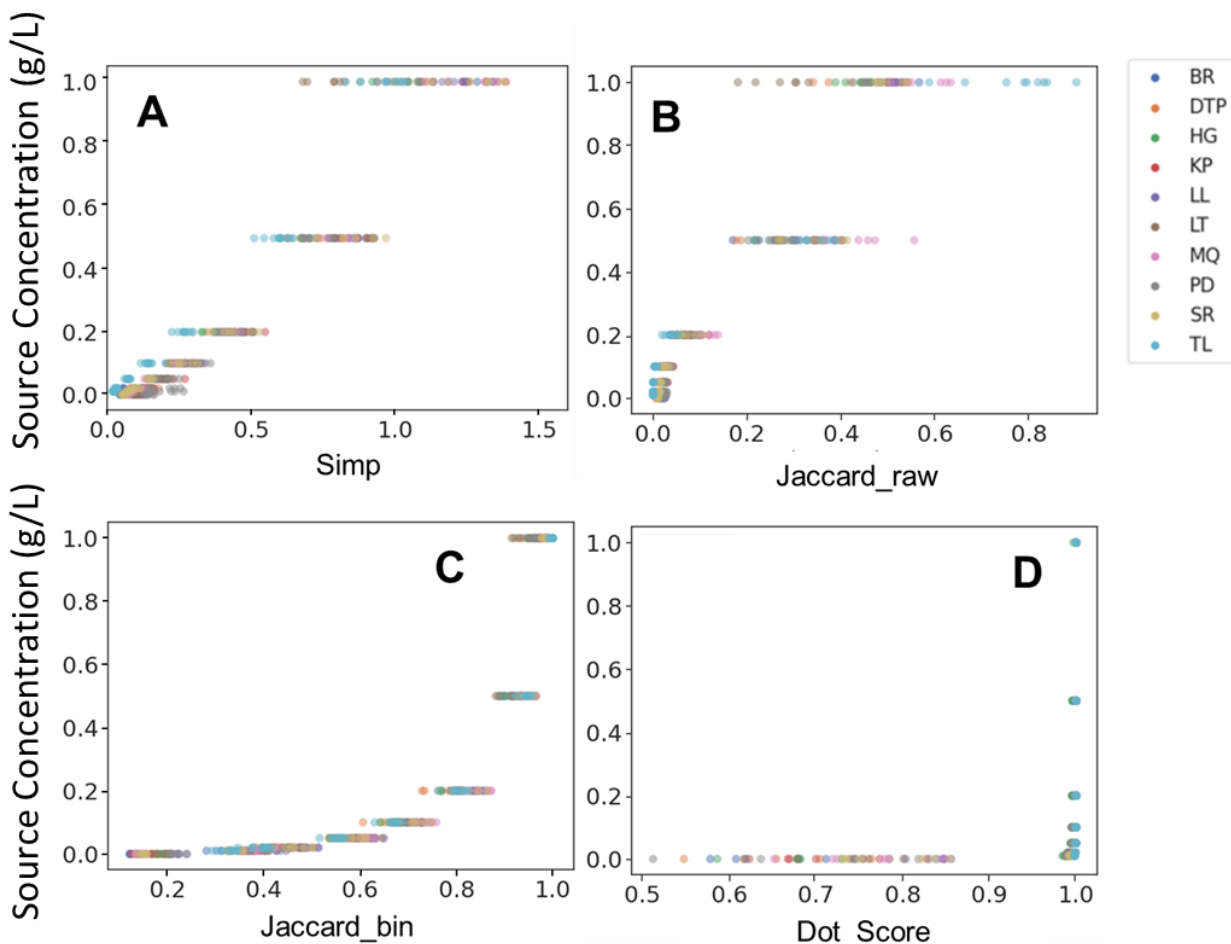 Source Concentration (g/L)
1.0
0.8
0.6
0.4
0.2
0.0
A
0.0 0.5 1.0 1.5
Simp
1.0
0.8
0.6
0.4
0.2
0.0
B
0.0 0.2 0.4 0.6 0.8
Jaccard_raw
BR
DTP
HG
KP
LL
LT
MQ
PD
SR
TL
Source Concentration (g/L)
1.0
0.8
0.6
0.4
0.2
0.0
C
0.2 0.4 0.6 0.8 1.0
Jaccard_bin
1.0
0.8
0.6
0.4
0.2
0.0
D
0.5 0.6 0.7 0.8 0.9 1.0
Dot Score